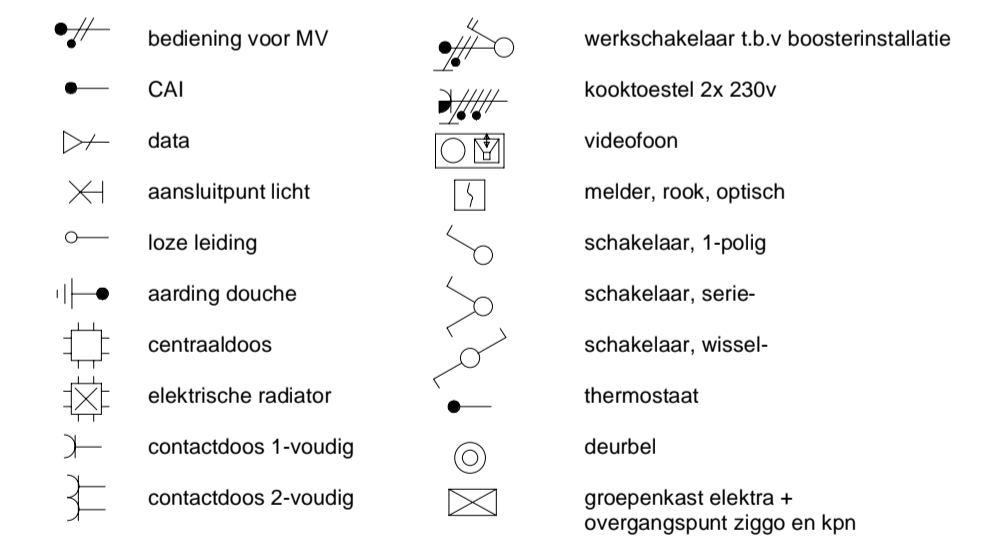 bediening voor MV
CAI
data
aansluitpunt licht
loze leiding
aarding douche
centraaldoos
elektrische radiator
contactdoos 1-voudig
contactdoos 2-voudig
werkschakelaar t.b.v boosterinstallatie
kooktoestel 2x 230v
videofoon
melder, rook, optisch
schakelaar, 1-polig
schakelaar, serie-
schakelaar, wissel-
thermostaat
deurbel
groepenkast elektra +
overgangspunt ziggo en kpn